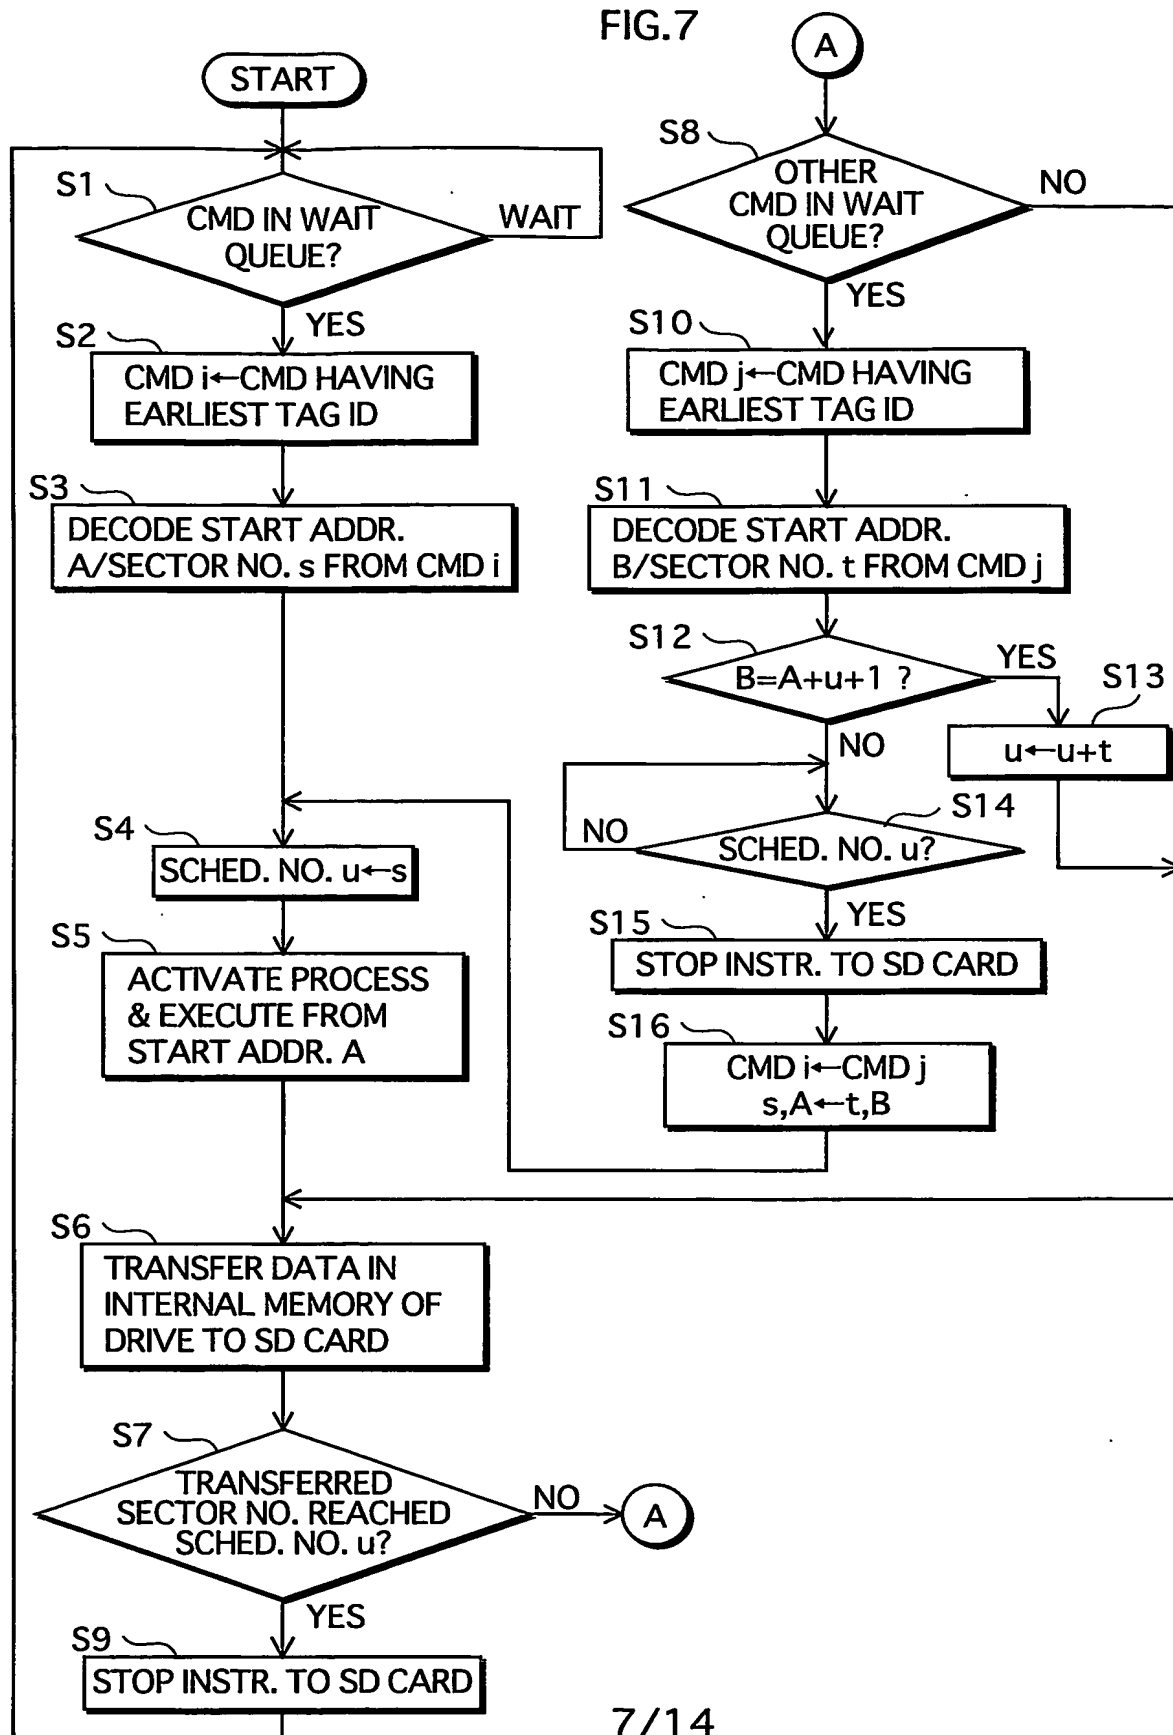 FIG.7
START
S1
CMD IN WAIT
QUEUE?
WAIT
YES
S2
CMD i←CMD HAVING
EARLIEST TAG ID
S3
DECODE START ADDR.
A/SECTOR NO. s FROM CMD i
S4
SCHED. NO. u←s
S5
ACTIVATE PROCESS
& EXECUTE FROM
START ADDR. A
S6
TRANSFER DATA IN
INTERNAL MEMORY OF
DRIVE TO SD CARD
S7
TRANSFERRED
SECTOR NO. REACHED
SCHED. NO. u?
NO
A
YES
S9
STOP INSTR. TO SD CARD
A
S8
OTHER
CMD IN WAIT
QUEUE?
NO
YES
S10
CMD j←CMD HAVING
EARLIEST TAG ID
S11
DECODE START ADDR.
B/SECTOR NO. t FROM CMD j
S12
B=A+u+1 ?
YES
S13
u←u+t
NO
S14
SCHED. NO. u?
NO
YES
S15
STOP INSTR. TO SD CARD
S16
CMD i←CMD j
s,A←t,B
7/14